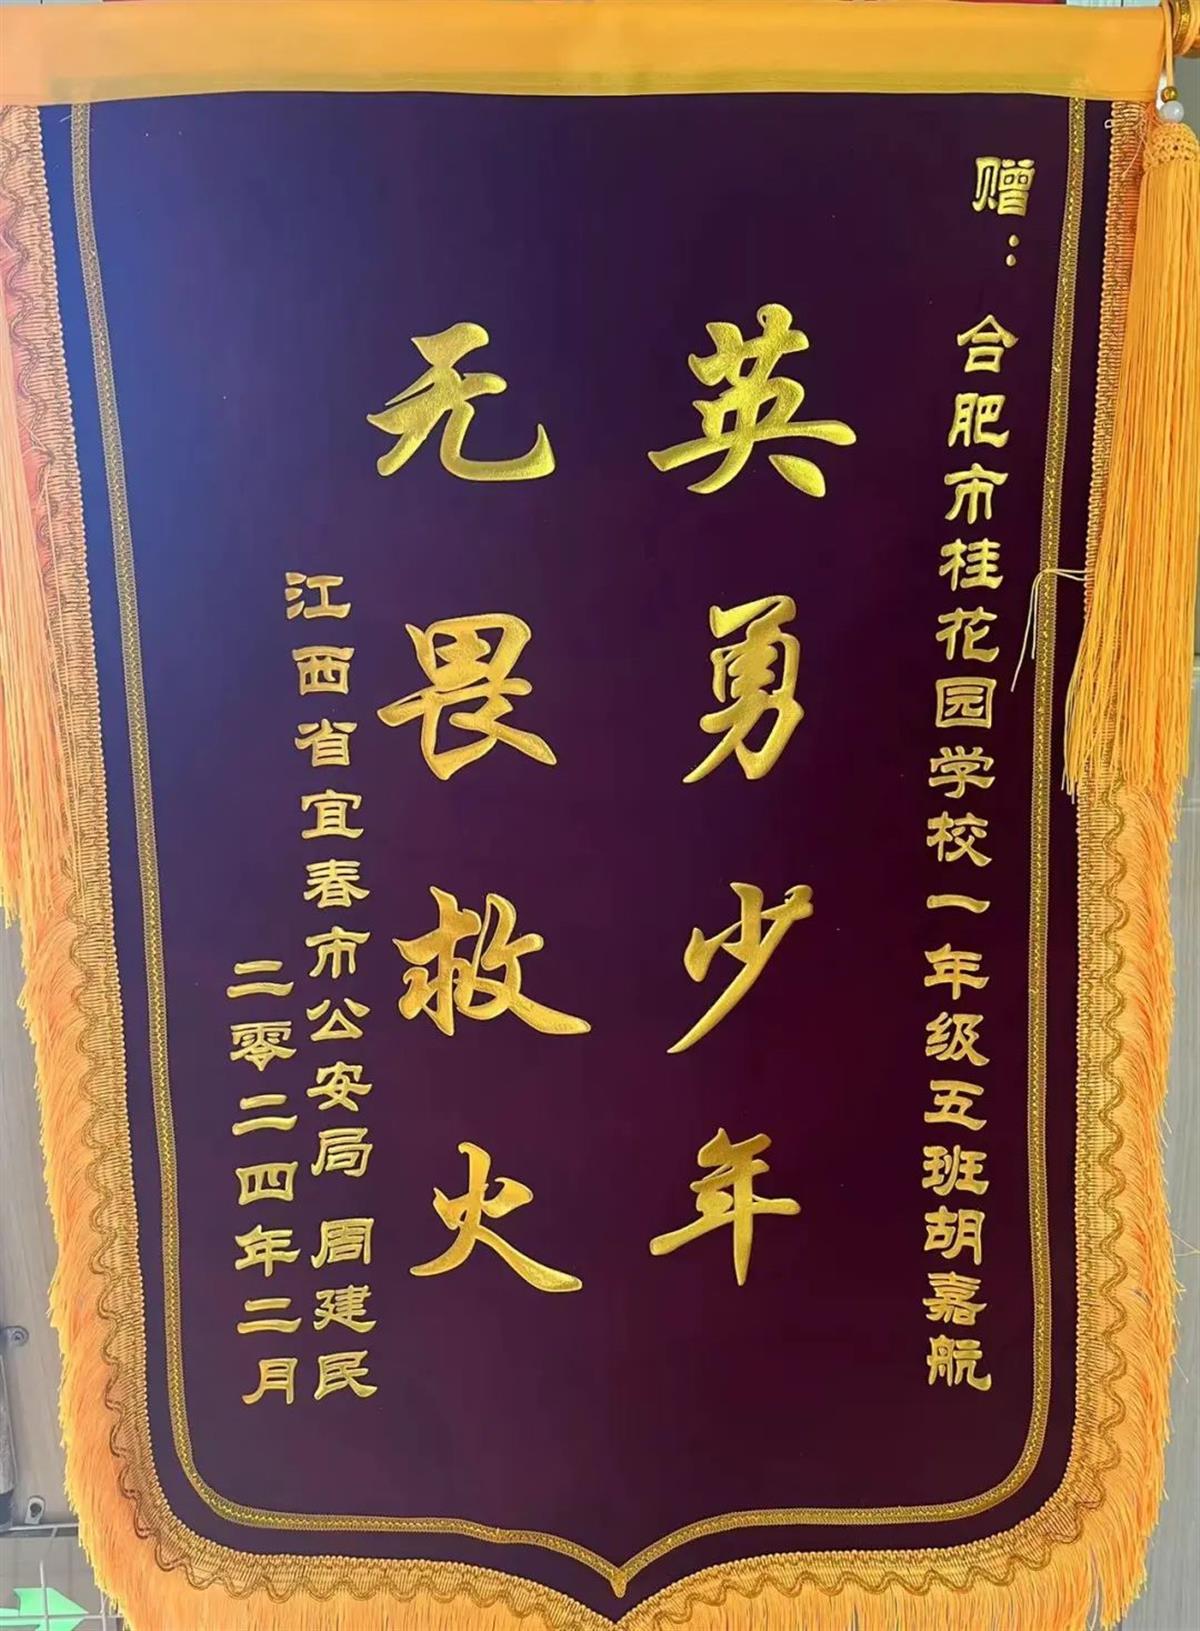 赠：合肥市桂花园学校一年级五班胡嘉航
英勇少年
无畏救火
江西省宜春市公安局 周建民
二零二四年二月